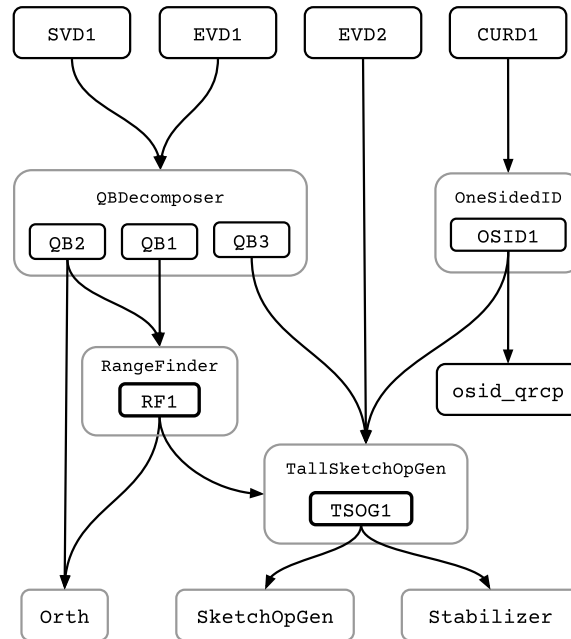 SVD1
EVD1
EVD2
CURD1
QBDecomposer
OneSidedID
QB2
QB1
QB3
OSID1
RangeFinder
RF1
osid_qrcp
TallSketchOpGen
TSOG1
Orth
SketchOpGen
Stabilizer